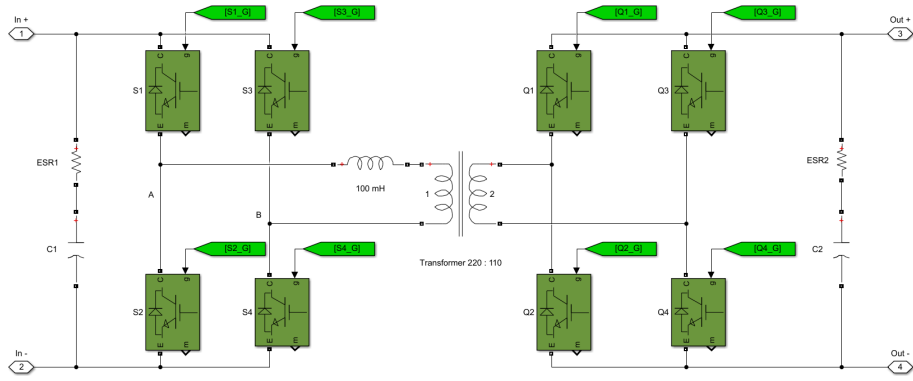 In +
1
[S1_G]
[S3_G]
[Q1_G]
[Q3_G]
Out +
3
C
g
S1
E
m
C
g
S3
E
m
C
g
Q1
E
m
C
g
Q3
E
m
ESR1
+
+
100 mH
+
1
+
2
ESR2
+
A
B
C1
+
[S2_G]
[S4_G]
Transformer 220 : 110
[Q2_G]
[Q4_G]
C2
+
C
g
S2
E
m
C
g
S4
E
m
C
g
Q2
E
m
C
g
Q4
E
m
In -
2
Out -
4